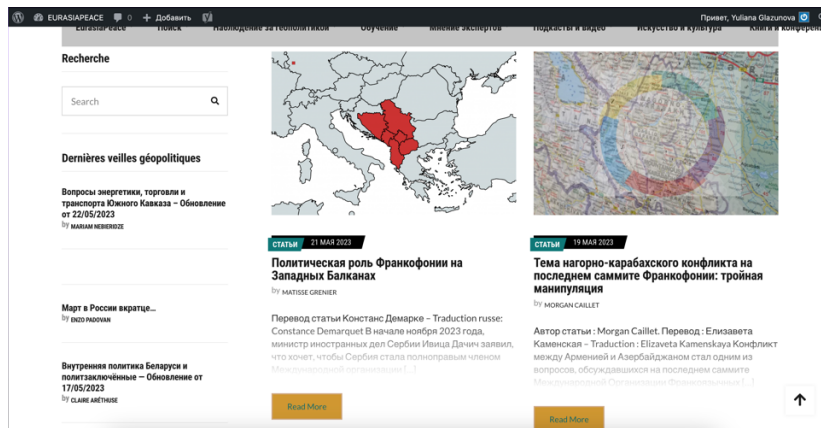 EURASIAPEACE 0 + Добавить Привет, Yuliana Glazunova
EurasiaPeace Поиск Наблюдение за геополитикой Обучение Мнение экспертов Подкасты и видео Искусство и культура Книги и
Recherche
Search
Dernières veilles géopolitiques
Вопросы энергетики, торговли и
транспорта Южного Кавказа – Обновление
от 22/05/2023
by MARIAM NEBIERIDZE
Март в России вкратце...
by ENZO PADOVAN
Внутренняя политика Беларуси и
политзаключённые — Обновление от
17/05/2023
by CLAIRE ARÉTHUSE
СТАТЬИ 21 МАЯ 2023
Политическая роль Франкофонии на
Западных Балканах
by MATISSE GRENIER
Перевод статьи Констанс Демарке – Traduction russe:
Constance Demarquet В начале ноября 2023 года,
министр иностранных дел Сербии Ивица Дачич заявил,
что хочет, чтобы Сербия стала полноправным членом
Международной организации [...]
Read More
СТАТЬИ 19 МАЯ 2023
Тема нагорно-карабахского конфликта на
последнем саммите Франкофонии: тройная
манипуляция
by MORGAN CAILLET
Автор статьи : Morgan Caillet. Перевод : Елизавета
Каменская – Traduction : Elizaveta Kamenskaya Конфликт
между Арменией и Азербайджаном стал одним из
вопросов, обсуждавшихся на последнем саммите
Международной Организации Франкоязычных [...]
Read More